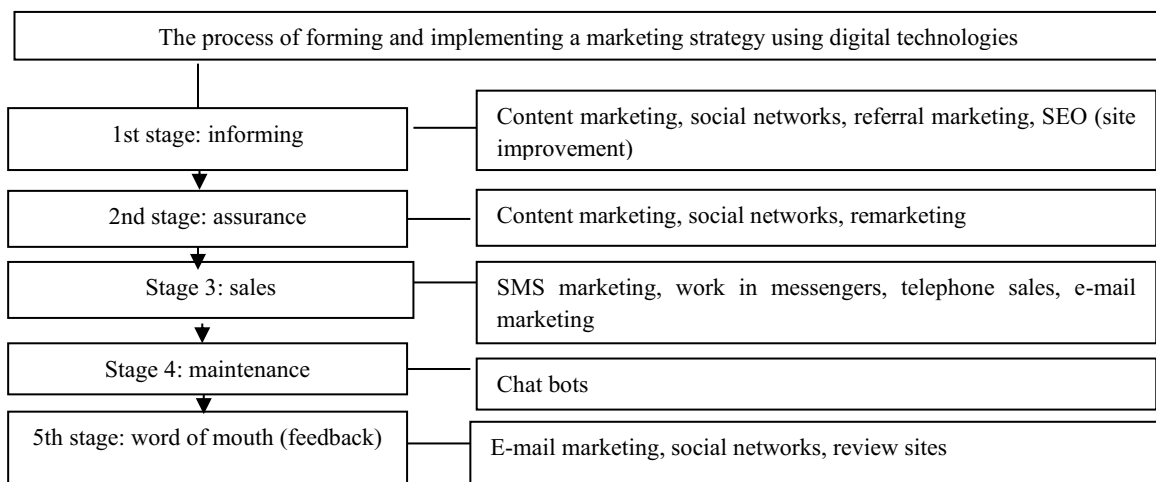 The process of forming and implementing a marketing strategy using digital technologies
1st stage: informing
Content marketing, social networks, referral marketing, SEO (site
improvement)
2nd stage: assurance
Content marketing, social networks, remarketing
Stage 3: sales
SMS marketing, work in messengers, telephone sales, e-mail
marketing
Stage 4: maintenance
Chat bots
5th stage: word of mouth (feedback)
E-mail marketing, social networks, review sites